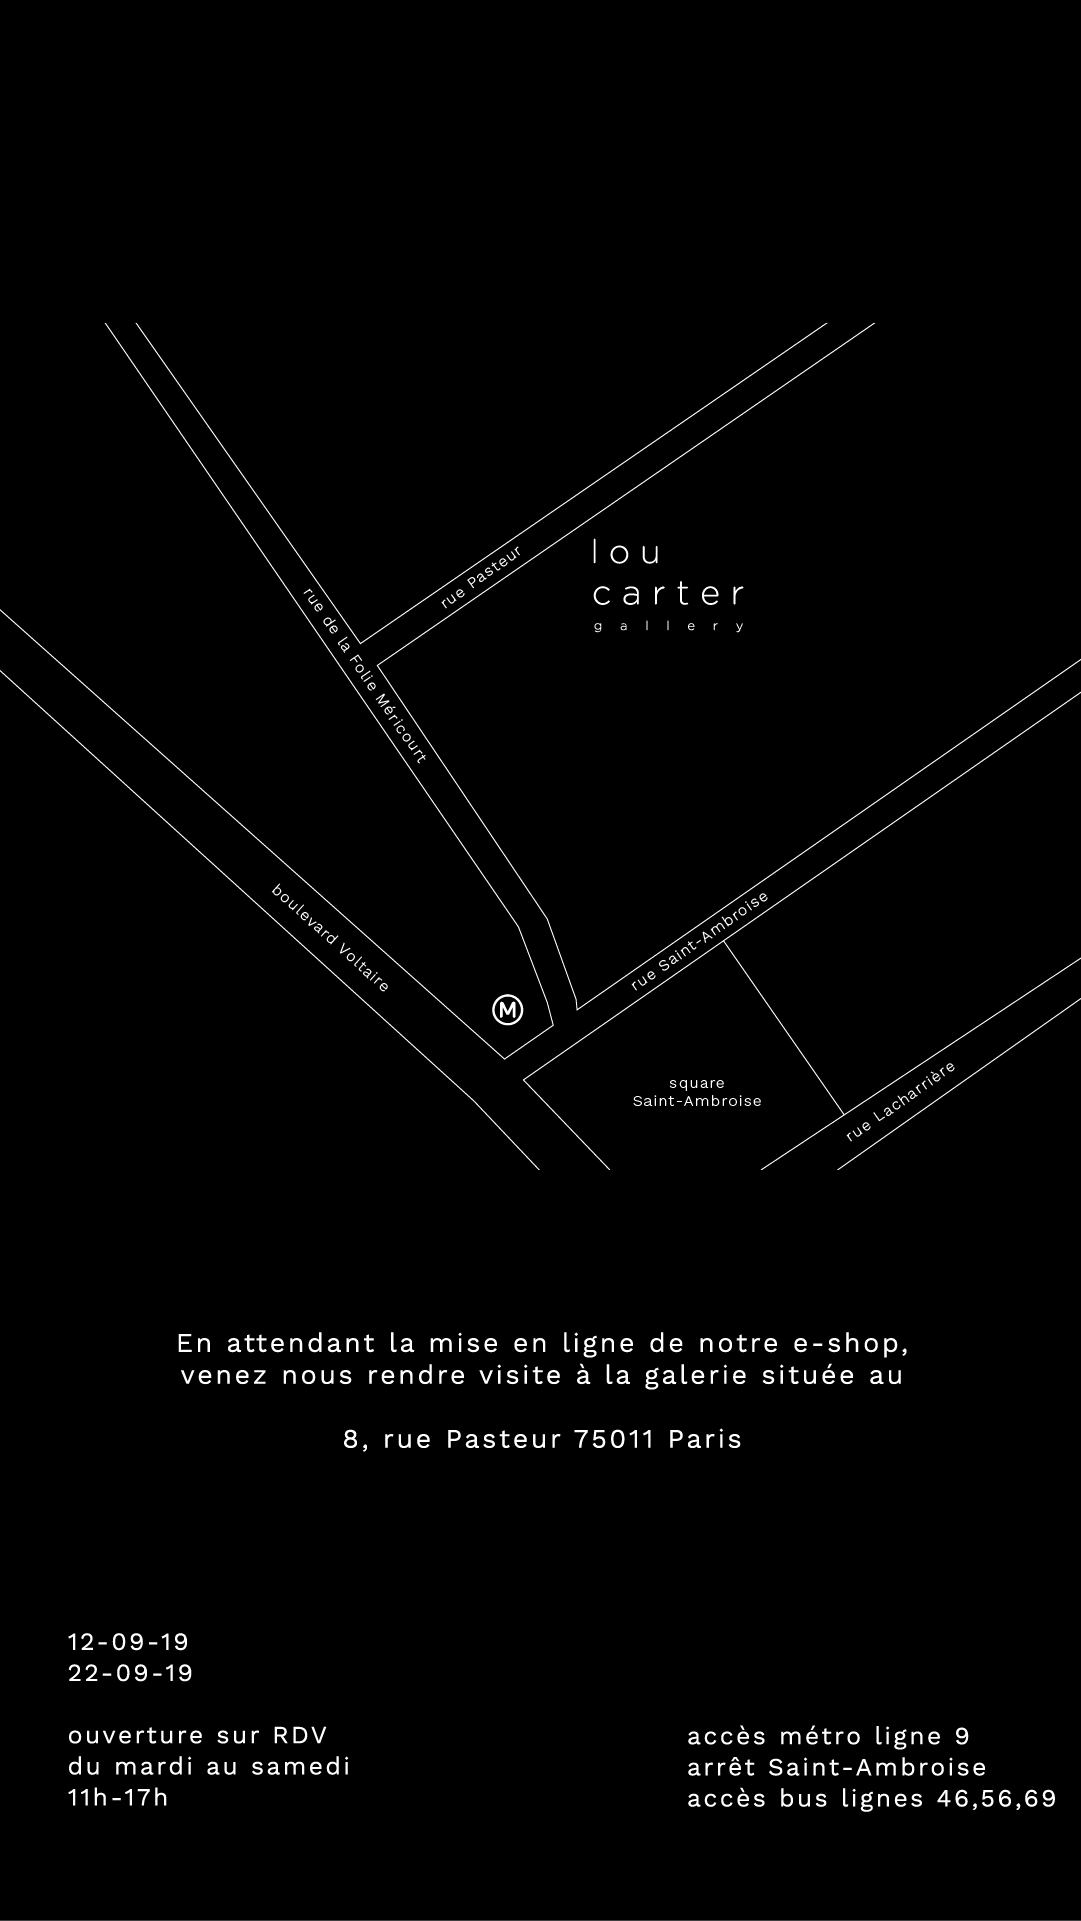 lou
carter
gallery
rue Pasteur
rue de la Folie Méricourt
boulevard Voltaire
rue Saint-Ambroise
M
square
Saint-Ambroise
rue Lacharrière
En attendant la mise en ligne de notre e-shop,
venez nous rendre visite à la galerie située au
8, rue Pasteur 75011 Paris
12-09-19
22-09-19
ouverture sur RDV
du mardi au samedi
11h-17h
accès métro ligne 9
arrêt Saint-Ambroise
accès bus lignes 46,56,69